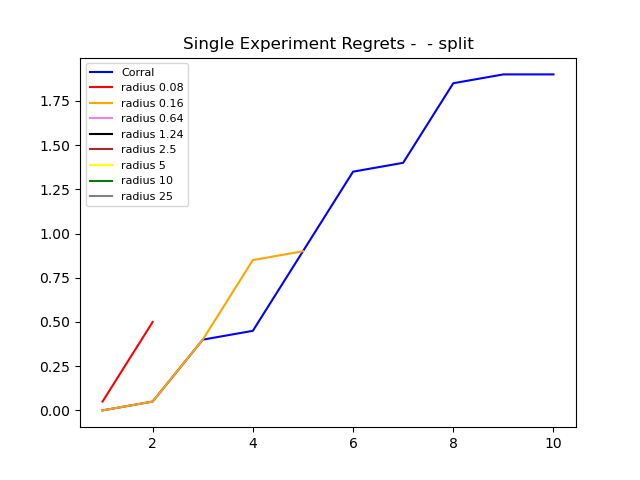 Single Experiment Regrets -  - split
Corral
radius 0.08
radius 0.16
radius 0.64
radius 1.24
radius 2.5
radius 5
radius 10
radius 25
1.75
1.50
1.25
1.00
0.75
0.50
0.25
0.00
2 4 6 8 10